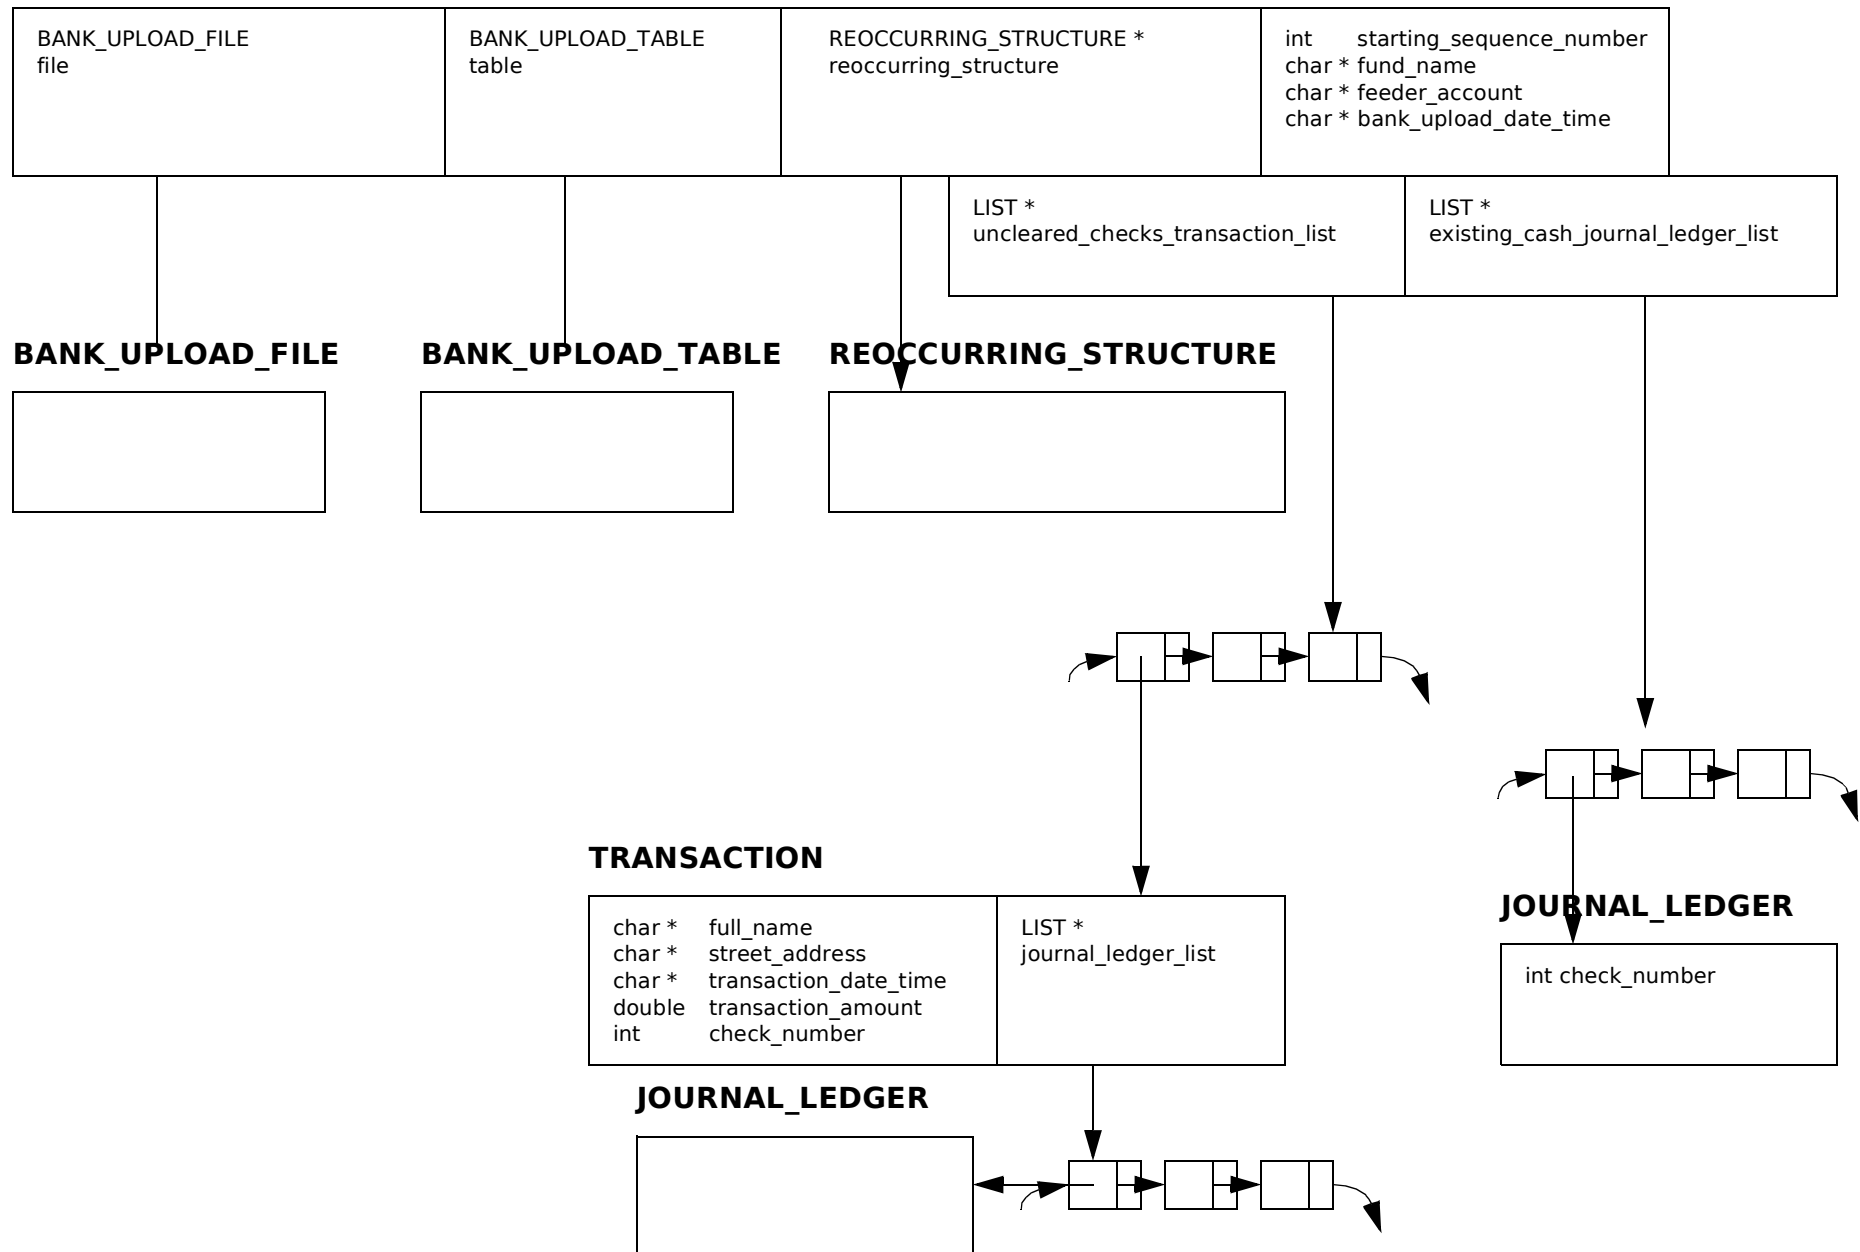 BANK_UPLOAD_FILE
file
BANK_UPLOAD_TABLE
table
REOCCURRING_STRUCTURE *
reoccurring_structure
int starting_sequence_number
char * fund_name
char * feeder_account
char * bank_upload_date_time
LIST *
uncleared_checks_transaction_list
LIST *
existing_cash_journal_ledger_list
BANK_UPLOAD_FILE
BANK_UPLOAD_TABLE
REOCCURRING_STRUCTURE
TRANSACTION
char * full_name
char * street_address
char * transaction_date_time
double transaction_amount
int check_number
LIST *
journal_ledger_list
JOURNAL_LEDGER
int check_number
JOURNAL_LEDGER